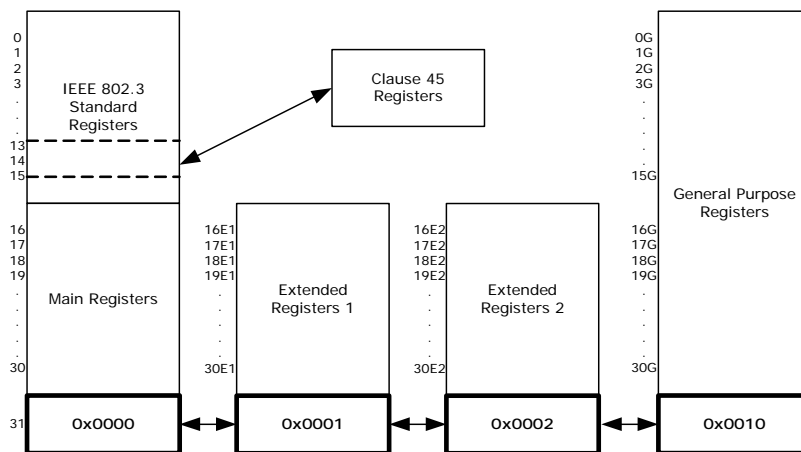 0
1
2
3
.
.
.
13
14
15
IEEE 802.3
Standard
Registers
16
17
18
19
.
.
.
.
.
30
Main Registers
31
0x0000
Clause 45
Registers
16E1
17E1
18E1
19E1
.
.
.
.
.
30E1
Extended
Registers 1
0x0001
16E2
17E2
18E2
19E2
.
.
.
.
.
30E2
Extended
Registers 2
0x0002
0G
1G
2G
3G
.
.
.
.
.
15G
16G
17G
18G
19G
.
.
.
.
.
30G
General Purpose
Registers
0x0010